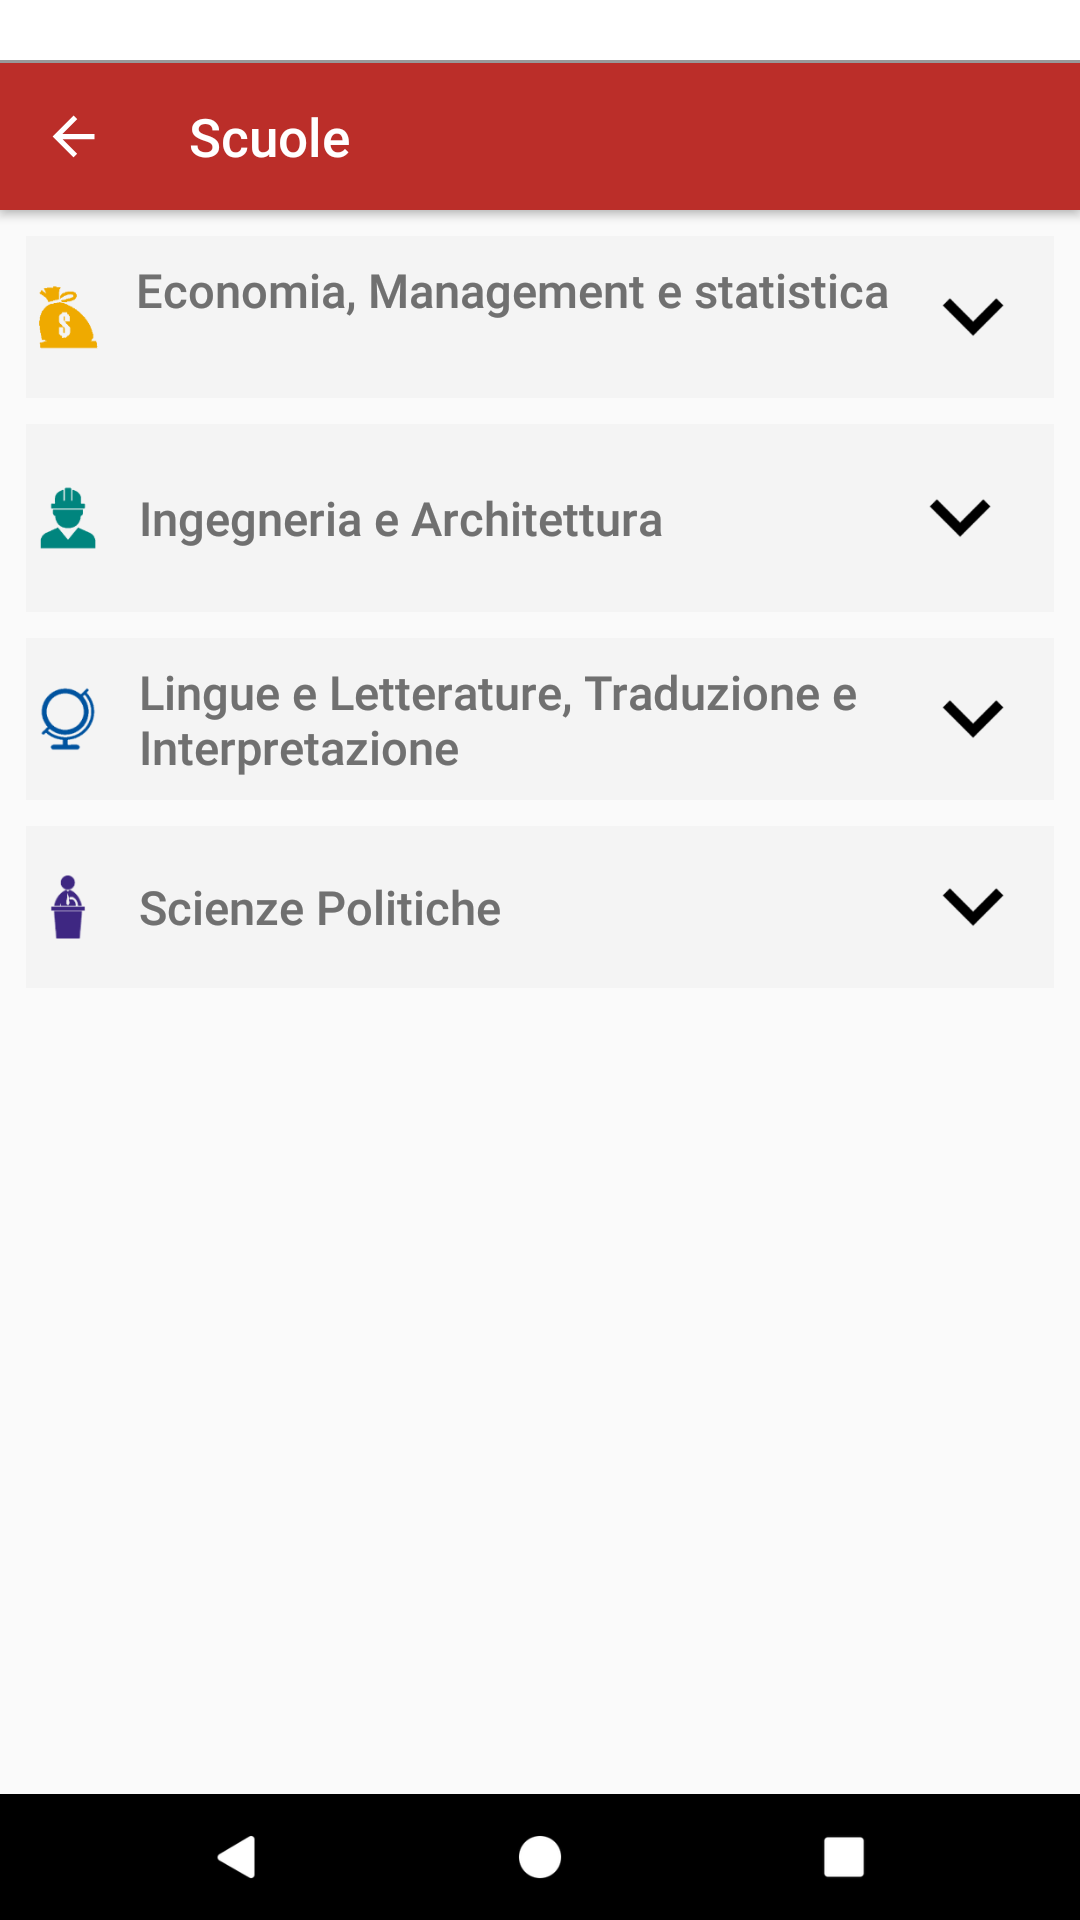 Scuole
Economia, Management e statistica
Ingegneria e Architettura
Lingue e Letterature, Traduzione e
Interpretazione
Scienze Politiche